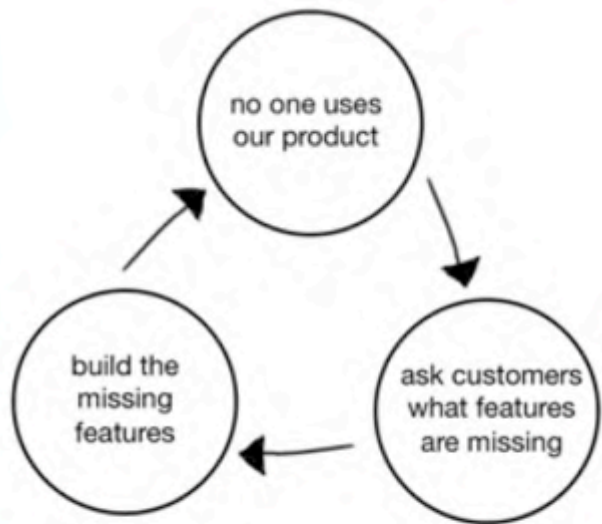 no one uses
our product
ask customers
what features
are missing
build the
missing
features